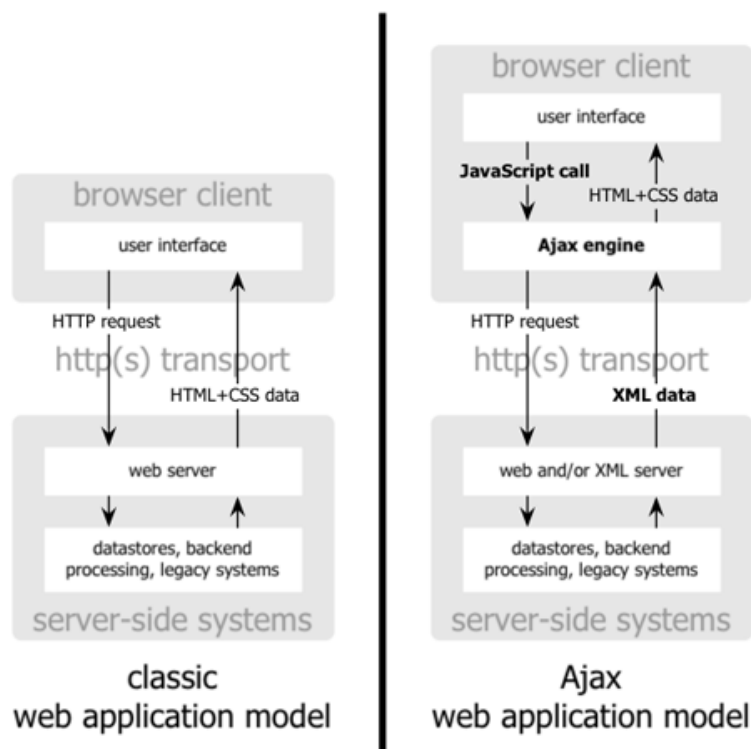 browser client
user interface
HTTP request
http(s) transport
HTML+CSS data
web server
datastores, backend
processing, legacy systems
server-side systems
classic
web application model
browser client
user interface
JavaScript call
HTML+CSS data
Ajax engine
HTTP request
http(s) transport
XML data
web and/or XML server
datastores, backend
processing, legacy systems
server-side systems
Ajax
web application model